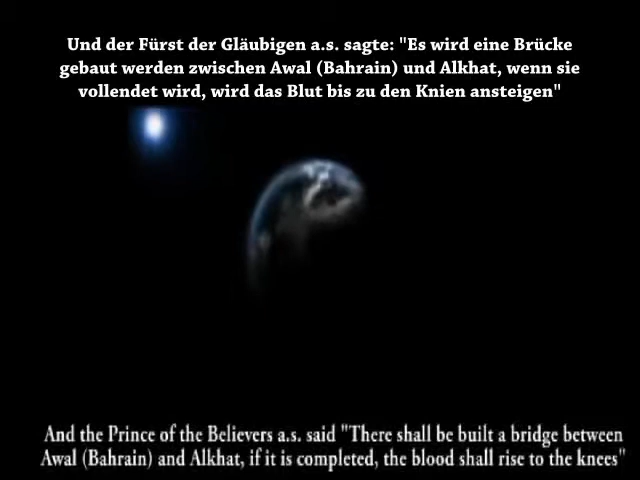 Und der Fürst der Gläubigen a.s. sagte: "Es wird eine Brücke
gebaut werden zwischen Awal (Bahrain) und Alkhat, wenn sie
vollendet wird, wird das Blut bis zu den Knien ansteigen"
And the Prince of the Believers a.s. said "There shall be built a bridge between
Awal (Bahrain) and Alkhat, if it is completed, the blood shall rise to the knees"